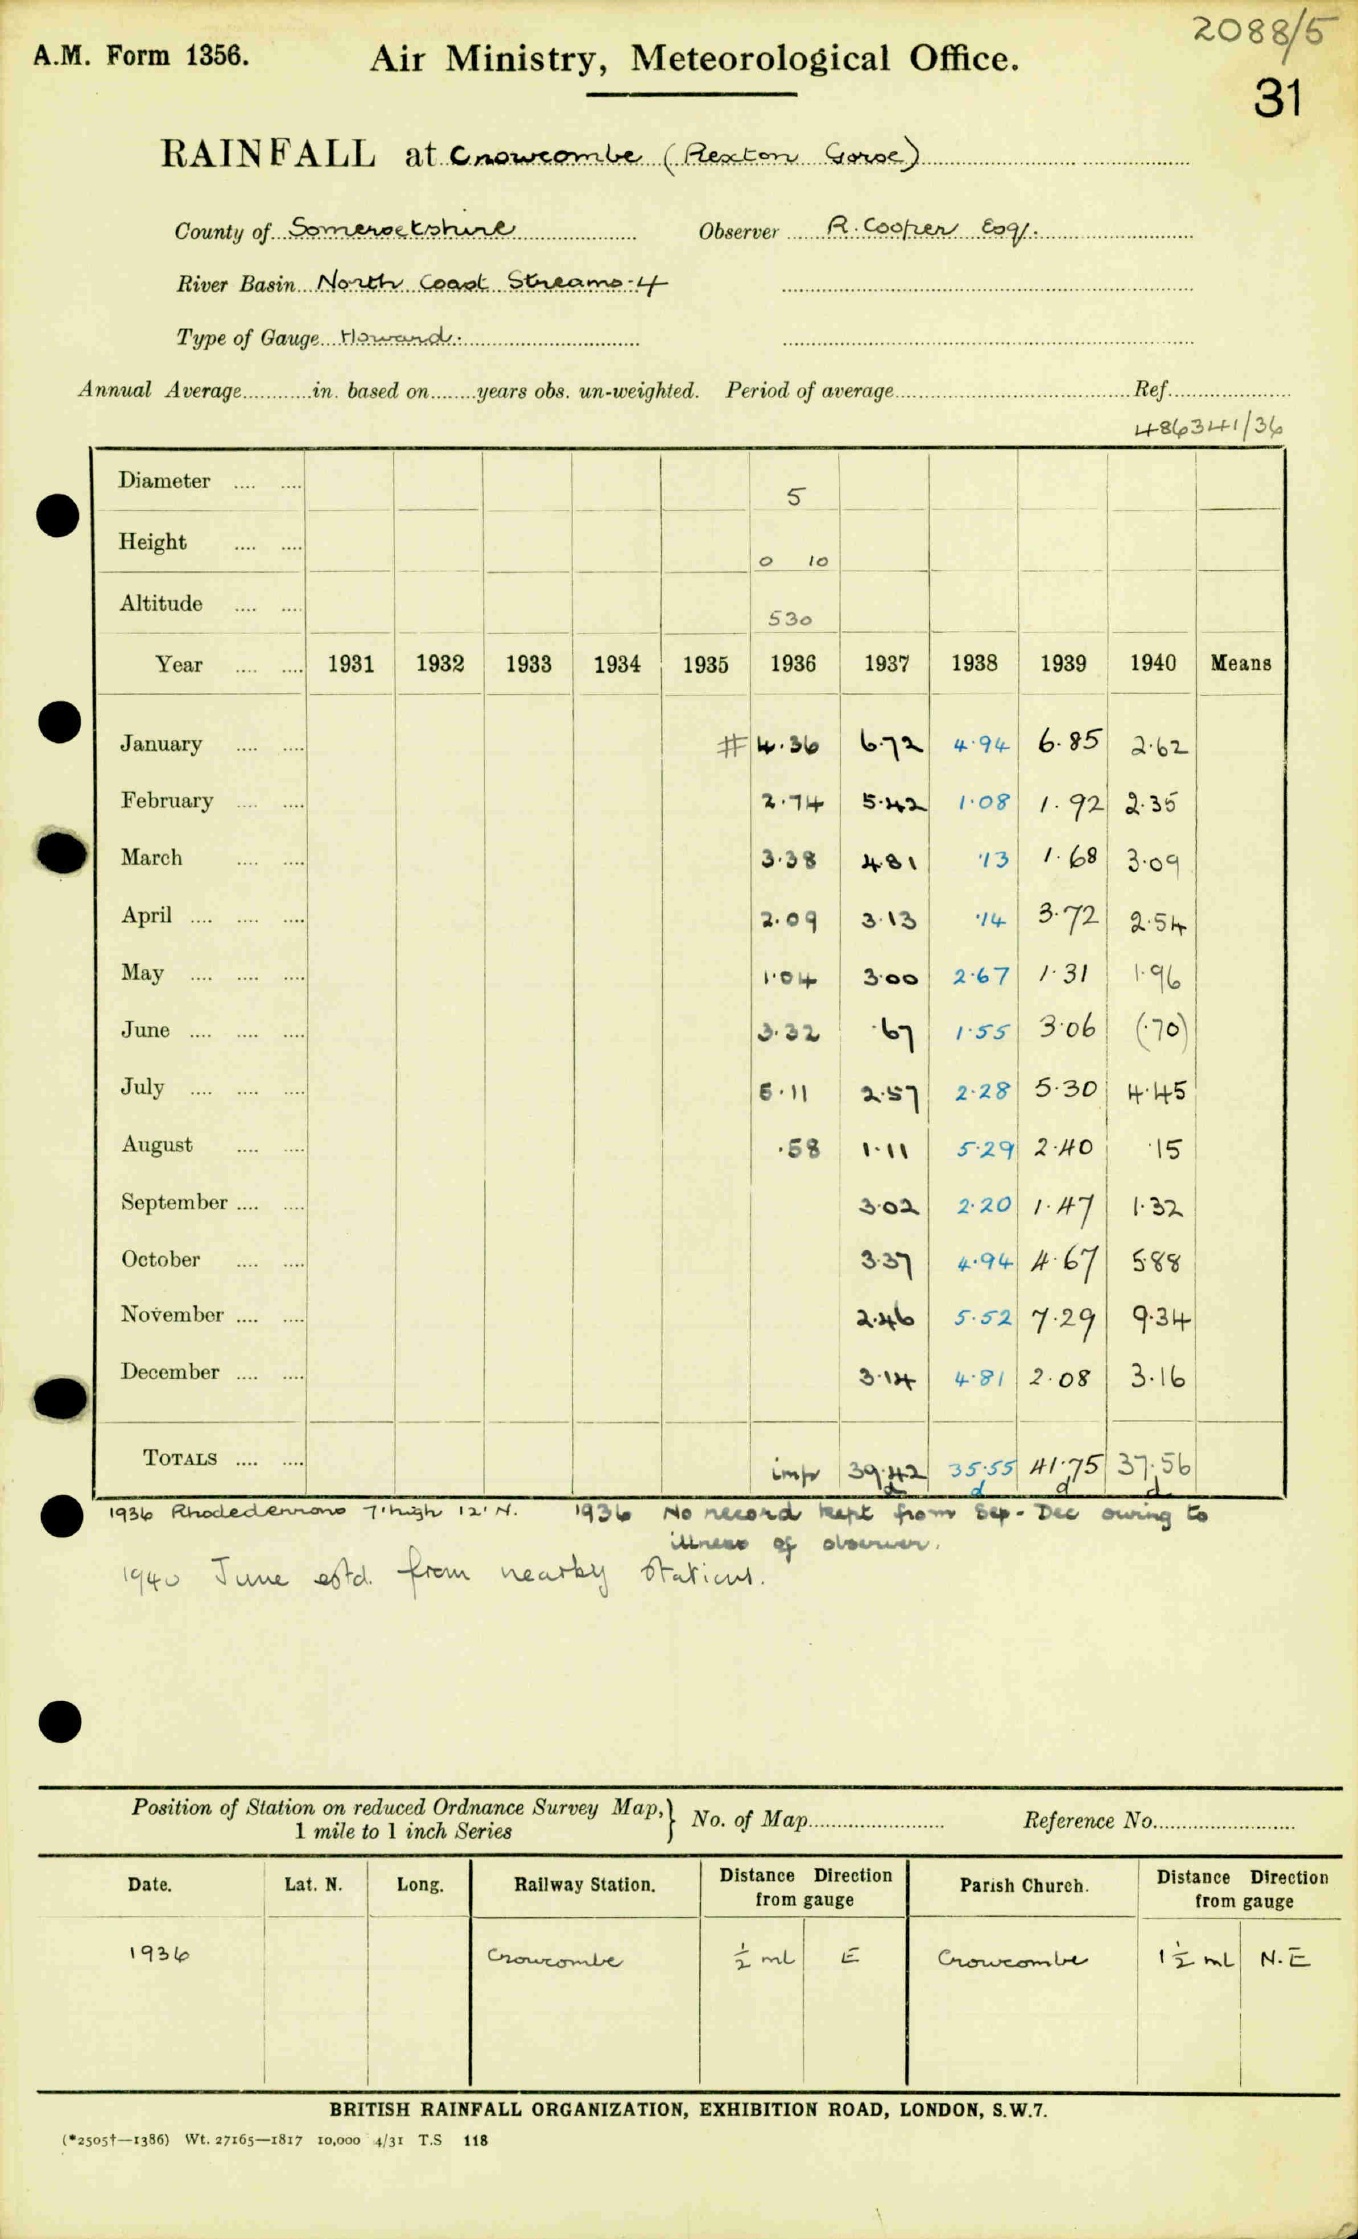 2088/5
A.M. Form 1356. Air Ministry, Meteorological Office.
31
RAINFALL at Crowcombe (Rexton Gorse)
County of Somersetshire Observer R. Cooper Esq.
River Basin North Coast Streams-4
Type of Gauge Howard.
Annual Average in. based on years obs. un-weighted. Period of average Ref.
486341/36
Diameter 5
Height 0 10
Altitude 530
Year 1931 1932 1933 1934 1935 1936 1937 1938 1939 1940 Means
January # 4.36 6.72 4.94 6.85 2.62
February 2.74 5.42 1.08 1.92 2.35
March 3.38 4.81 .13 1.68 3.09
April 2.09 3.13 .14 3.72 2.54
May 1.04 3.00 2.67 1.31 1.96
June 3.32 .67 1.55 3.06 (.70)
July 5.11 2.57 2.28 5.30 4.45
August .58 1.11 5.29 2.40 .15
September 3.02 2.20 1.47 1.32
October 3.37 4.94 4.67 5.88
November 2.46 5.52 7.29 9.34
December 3.14 4.81 2.08 3.16
TOTALS imp 39.42 35.55 41.75 37.56
d d d d
1936 Rhodedenrons 7' high 12' N. 1936 No record kept from Sep - Dec owing to
illness of observer.
1940 June estd. from nearby stations.
Position of Station on reduced Ordnance Survey Map, } No. of Map Reference No.
1 mile to 1 inch Series
Date. Lat. N. Long. Railway Station. Distance Direction from gauge Parish Church. Distance Direction from gauge
1936 Crowcombe ½ ml E Crowcombe 1½ ml N.E
BRITISH RAINFALL ORGANIZATION, EXHIBITION ROAD, LONDON, S.W.7.
(*2505†—1386) Wt. 27165—1817 10,000 4/31 T.S 118